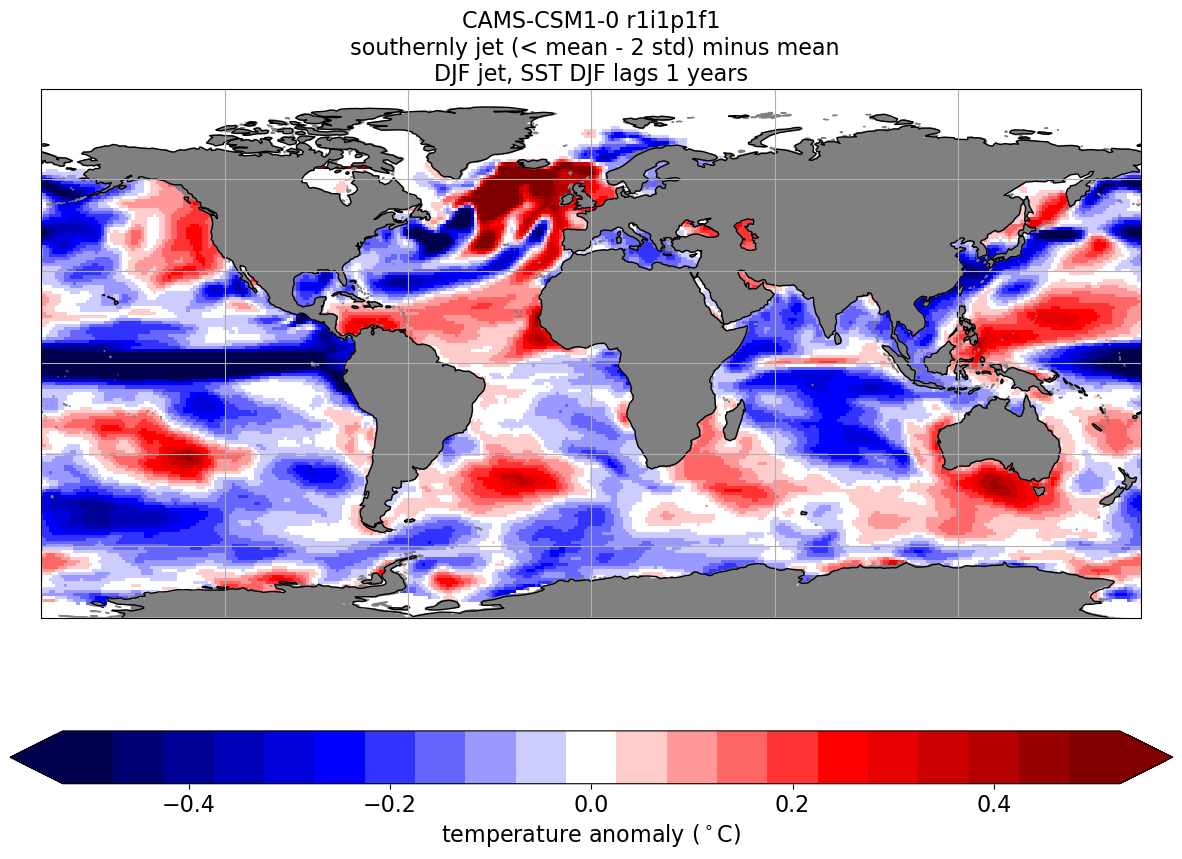 CAMS-CSM1-0 r1i1p1f1
southernly jet (< mean - 2 std) minus mean
DJF jet, SST DJF lags 1 years
−0.4 −0.2 0.0 0.2 0.4
temperature anomaly (°C)